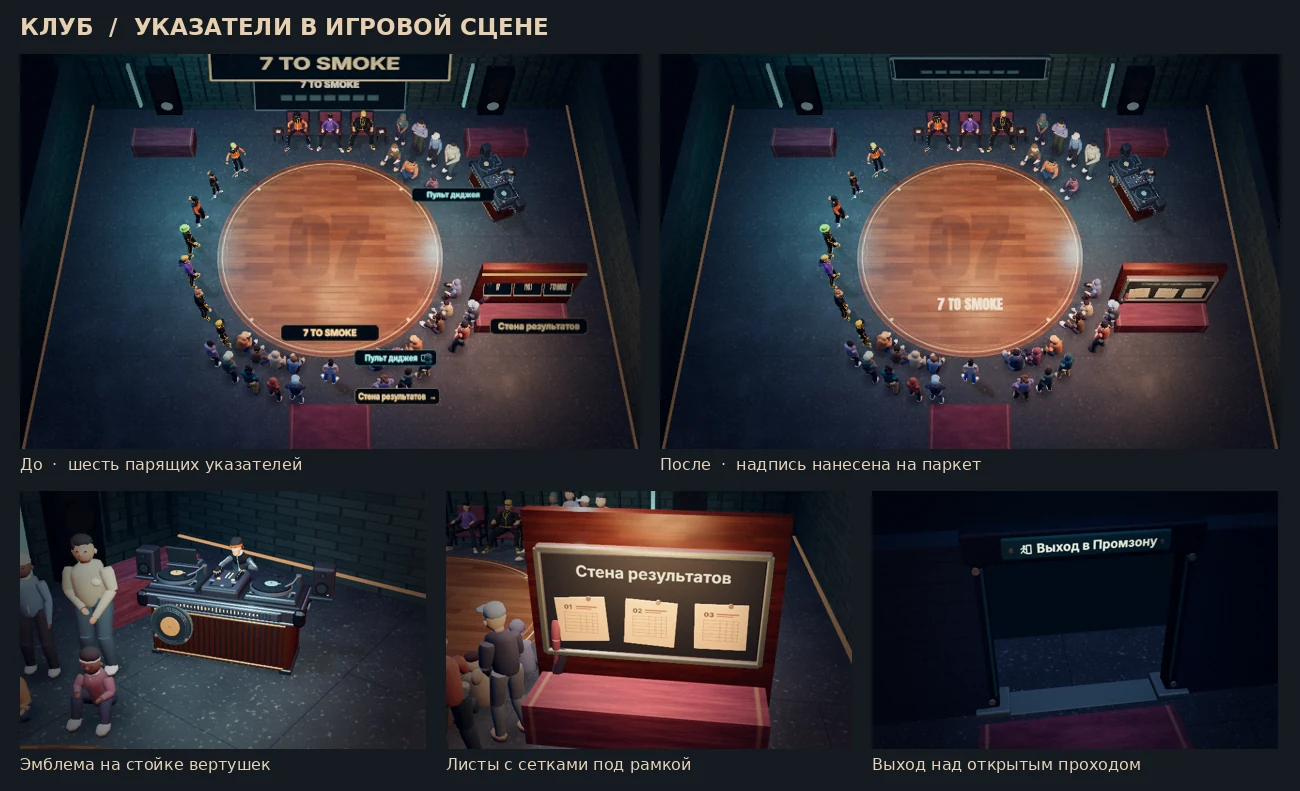 КЛУБ / УКАЗАТЕЛИ В ИГРОВОЙ СЦЕНЕ
7 TO SMOKE
7 TO SMOKE
Пульт диджея
07
7 TO SMOKE
Стена результатов
Пульт диджея
Стена результатов →
07
7 TO SMOKE
До · шесть парящих указателей
После · надпись нанесена на паркет
Стена результатов
01
02
03
Выход в Промзону
Эмблема на стойке вертушек
Листы с сетками под рамкой
Выход над открытым проходом